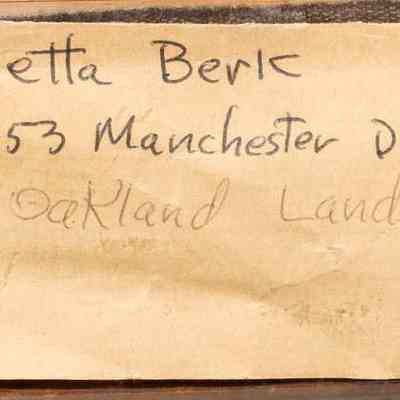 etta Berk
53 Manchester D
Oakland Land